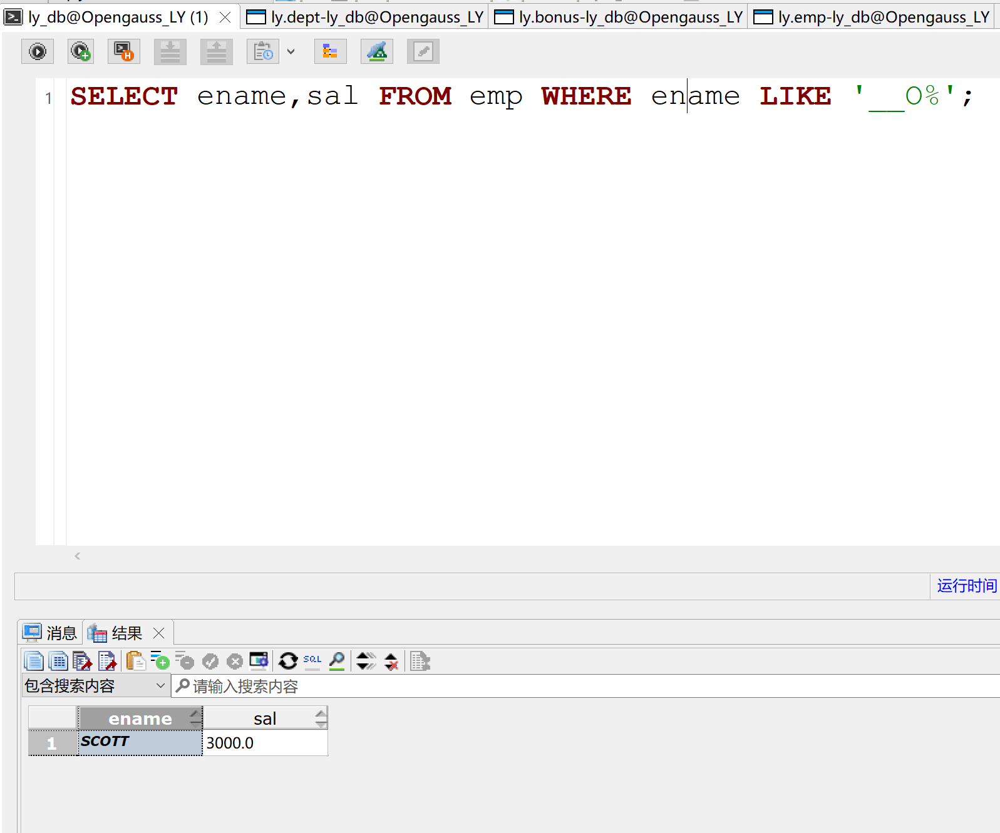 ly_db@Opengauss_LY (1) ly.dept-ly_db@Opengauss_LY ly.bonus-ly_db@Opengauss_LY ly.emp-ly_db@Opengauss_LY
1 SELECT ename,sal FROM emp WHERE ename LIKE '__O%';
运行时间
消息 结果
SQL
包含搜索内容 请输入搜索内容
ename sal
1 SCOTT 3000.0